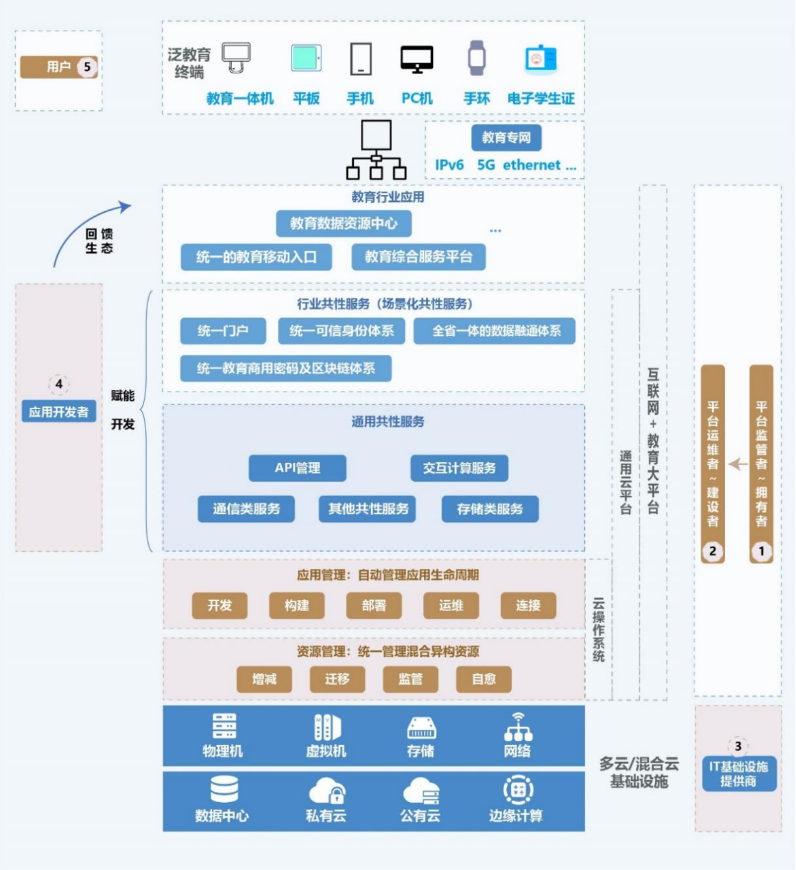 用户 5
泛教育
终端
教育一体机 平板 手机 PC机 手环 电子学生证
教育专网
IPv6 5G ethernet ...
教育行业应用
教育数据资源中心
...
统一的教育移动入口 教育综合服务平台
回馈
生态
行业共性服务（场景化共性服务）
统一门户 统一可信身份体系 全省一体的数据融通体系
统一教育商用密码及区块链体系
4
应用开发者
赋能
开发
通用共性服务
API管理 交互计算服务
通信类服务 其他共性服务 存储类服务
应用管理：自动管理应用生命周期
开发 构建 部署 运维 连接
资源管理：统一管理混合异构资源
增减 迁移 监管 自愈
云操作系统
通用云平台
互联网+教育大平台
平台运维者~建设者 2
平台监管者~拥有者 1
物理机 虚拟机 存储 网络
数据中心 私有云 公有云 边缘计算
多云/混合云
基础设施
3
IT基础设施
提供商